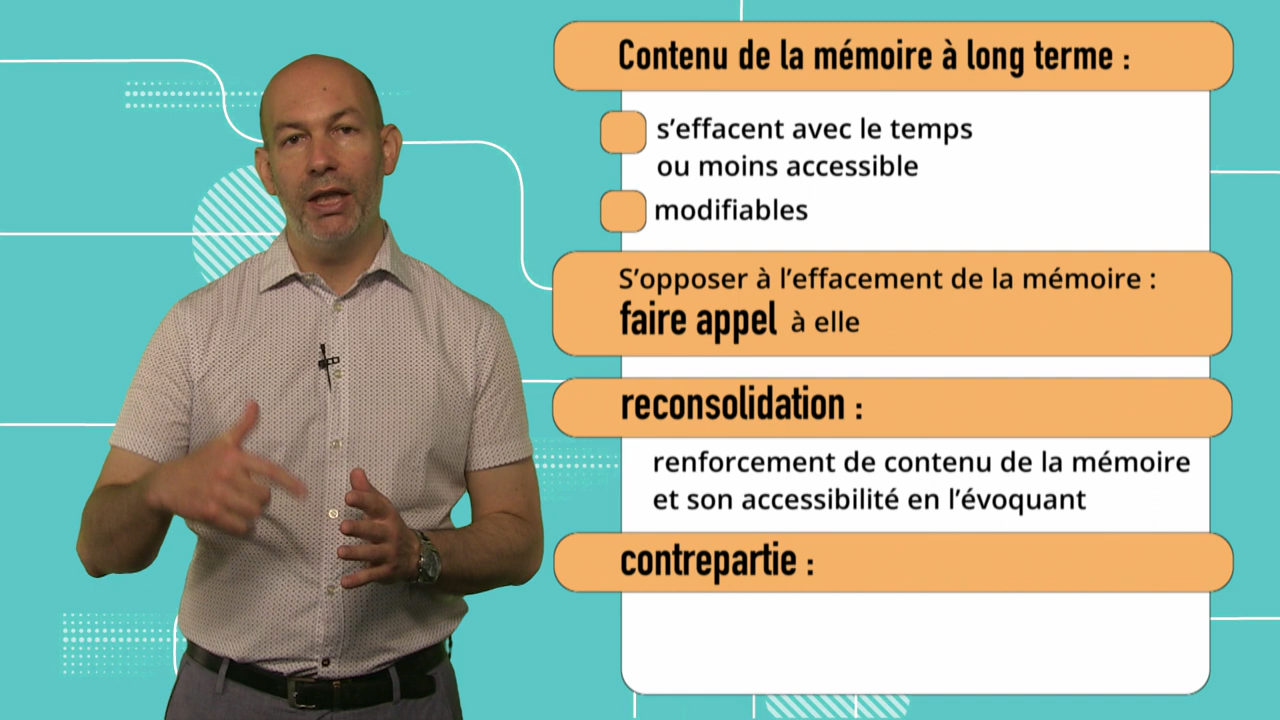 Contenu de la mémoire à long terme :
s'effacent avec le temps
ou moins accessible
modifiables
S'opposer à l'effacement de la mémoire :
faire appel à elle
reconsolidation :
renforcement de contenu de la mémoire
et son accessibilité en l'évoquant
contrepartie :